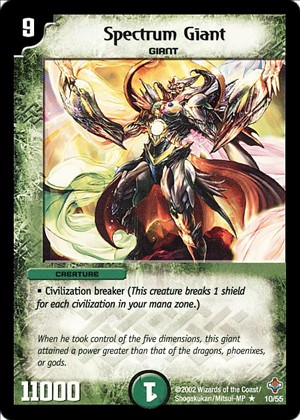 9
Spectrum Giant
GIANT
CREATURE
▪ Civilization breaker (This creature breaks 1 shield
for each civilization in your mana zone.)
When he took control of the five dimensions, this giant
attained a power greater than that of the dragons, phoenixes,
or gods.
11000
1
©2002 Wizards of the Coast/
Shogakukan/Mitsui-MP ★ 10/55